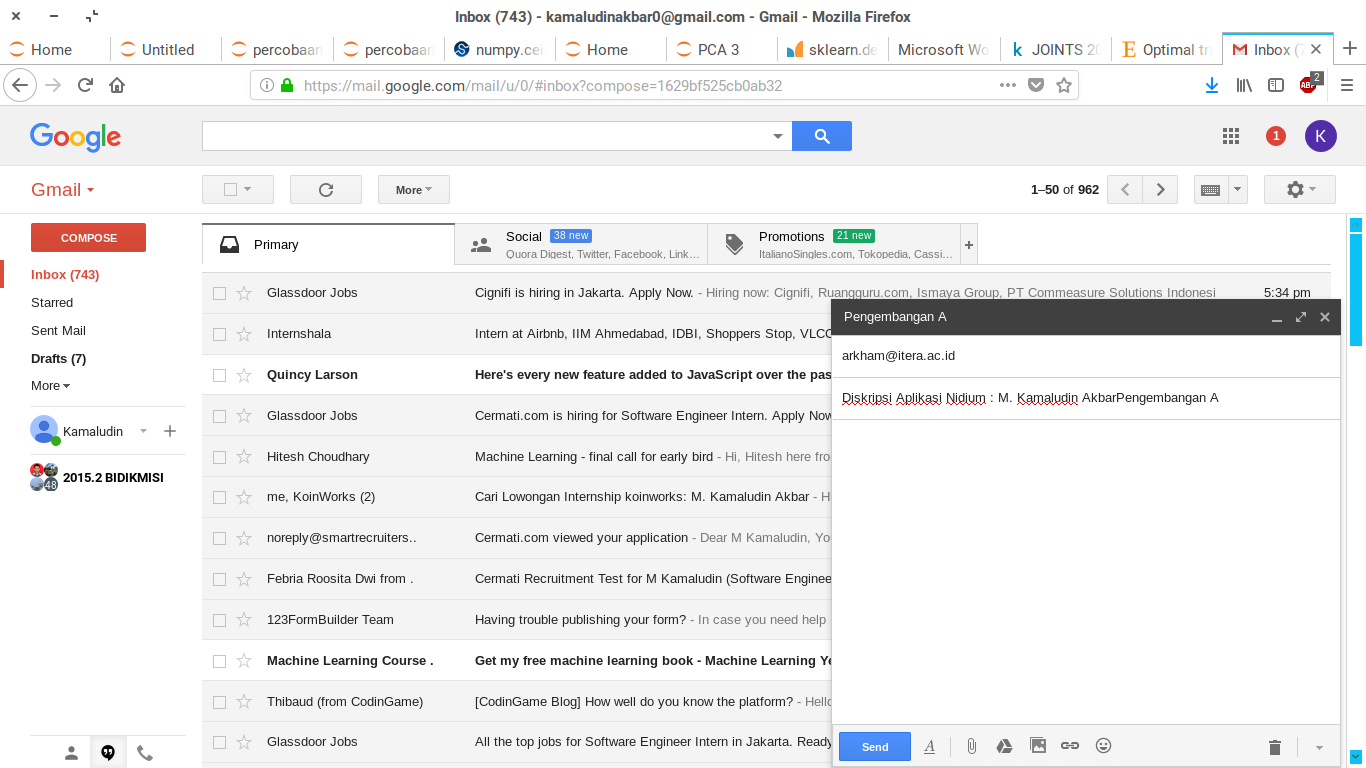 Inbox (743) - kamaludinakbar0@gmail.com - Gmail - Mozilla Firefox
Home Untitled percobaan percobaan numpy.cei Home PCA 3 sklearn.de Microsoft Wo JOINTS 20 Optimal tra Inbox (7
https://mail.google.com/mail/u/0/#inbox?compose=1629bf525cb0ab32 ABP 2
Google 1 K
Gmail More 1–50 of 962
COMPOSE
Inbox (743)
Starred
Sent Mail
Drafts (7)
More
Kamaludin
48 2015.2 BIDIKMISI
Primary
Social 38 new
Quora Digest, Twitter, Facebook, Link…
Promotions 21 new
ItalianoSingles.com, Tokopedia, Cassi…
Glassdoor Jobs Cignifi is hiring in Jakarta. Apply Now. - Hiring now: Cignifi, Ruangguru.com, Ismaya Group, PT Commeasure Solutions Indonesi 5:34 pm
Internshala Intern at Airbnb, IIM Ahmedabad, IDBI, Shoppers Stop, VLCC
Quincy Larson Here's every new feature added to JavaScript over the pas
Glassdoor Jobs Cermati.com is hiring for Software Engineer Intern. Apply Now
Hitesh Choudhary Machine Learning - final call for early bird - Hi, Hitesh here fro
me, KoinWorks (2) Cari Lowongan Internship koinworks: M. Kamaludin Akbar - H
noreply@smartrecruiters.. Cermati.com viewed your application - Dear M Kamaludin, Yo
Febria Roosita Dwi from . Cermati Recruitment Test for M Kamaludin (Software Enginee
123FormBuilder Team Having trouble publishing your form? - In case you need help
Machine Learning Course . Get my free machine learning book - Machine Learning Ye
Thibaud (from CodinGame) [CodinGame Blog] How well do you know the platform? - Hello
Glassdoor Jobs All the top jobs for Software Engineer Intern in Jakarta. Ready
Pengembangan A
arkham@itera.ac.id
Diskripsi Aplikasi Nidium : M. Kamaludin AkbarPengembangan A
Send A